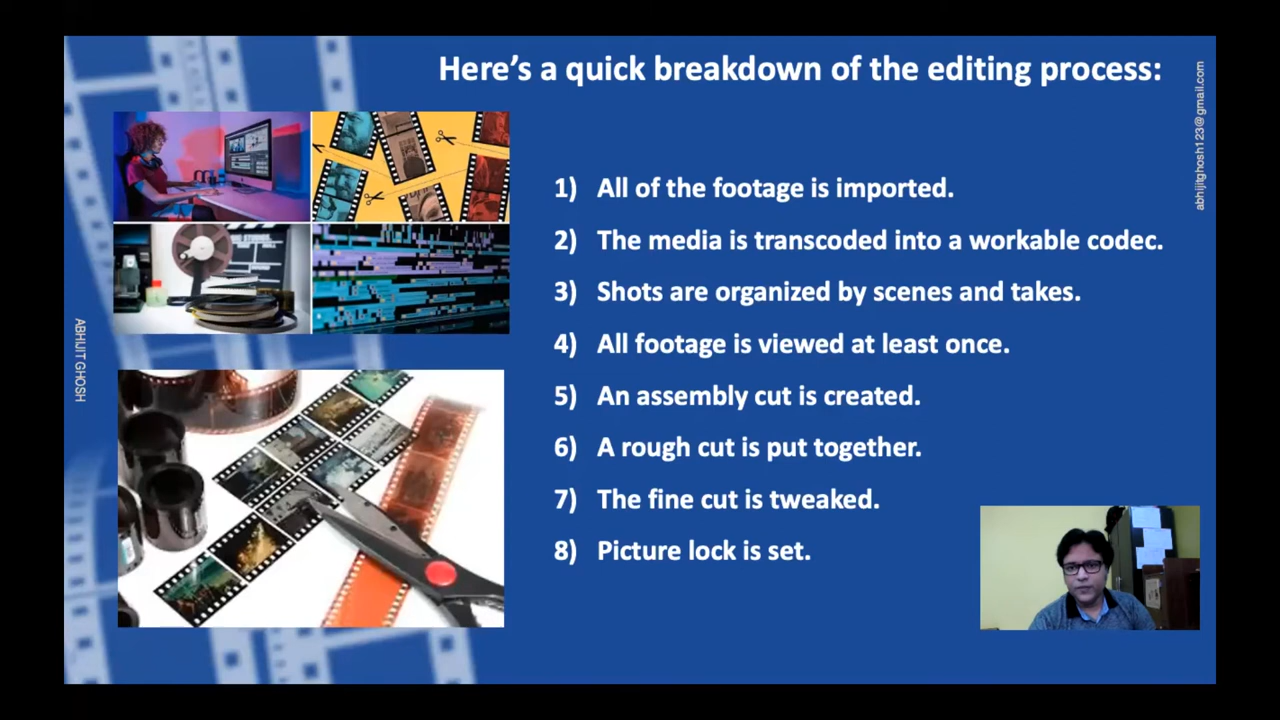 Here's a quick breakdown of the editing process:
abhijitghosh123@gmail.com
ABHIJIT GHOSH
1) All of the footage is imported.
2) The media is transcoded into a workable codec.
3) Shots are organized by scenes and takes.
4) All footage is viewed at least once.
5) An assembly cut is created.
6) A rough cut is put together.
7) The fine cut is tweaked.
8) Picture lock is set.